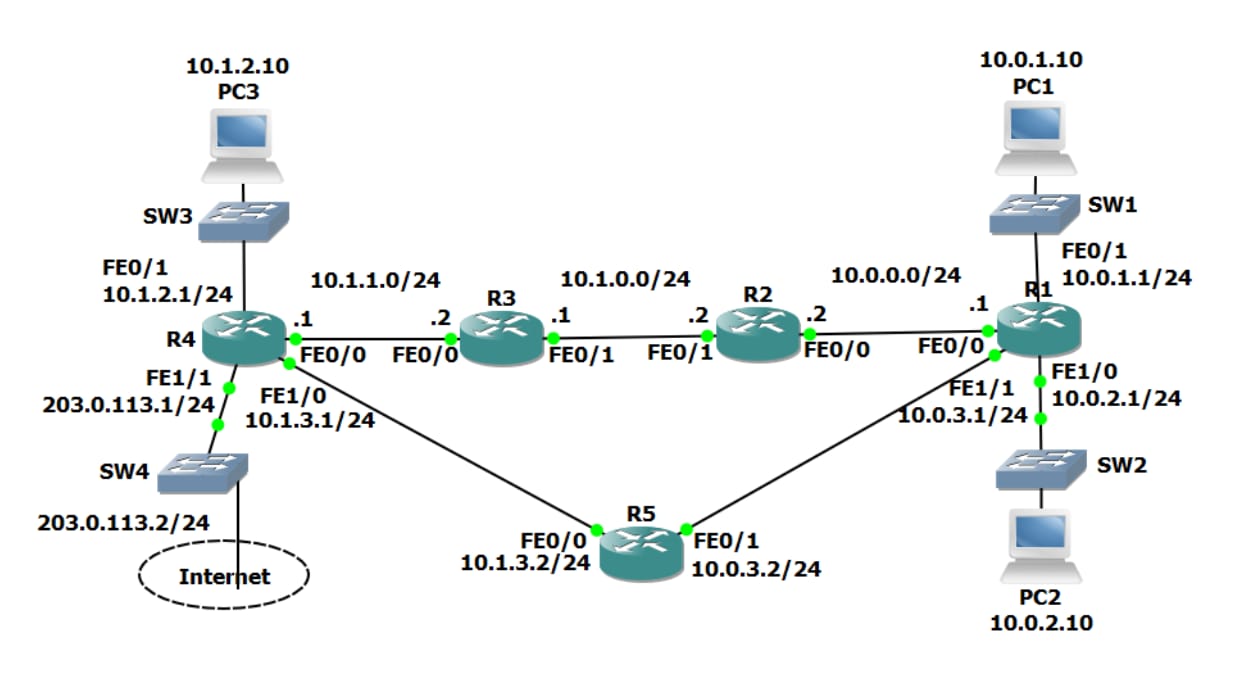 10.1.2.10
PC3
10.0.1.10
PC1
SW3
SW1
FE0/1
10.1.2.1/24
10.1.1.0/24
10.1.0.0/24
10.0.0.0/24
FE0/1
10.0.1.1/24
R4
.1
FE0/0
.2
FE0/0
R3
.1
FE0/1
.2
FE0/1
R2
.2
FE0/0
.1
FE0/0
R1
FE1/1
203.0.113.1/24
FE1/0
10.1.3.1/24
FE1/1
10.0.3.1/24
FE1/0
10.0.2.1/24
SW4
SW2
203.0.113.2/24
Internet
R5
FE0/0
10.1.3.2/24
FE0/1
10.0.3.2/24
PC2
10.0.2.10